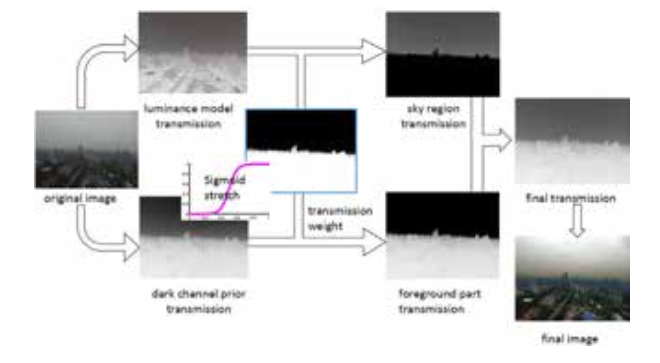 luminance model
transmission
sky region
transmission
original image
Sigmoid
stretch
transmission
weight
final transmission
dark channel prior
transmission
foreground part
transmission
final image